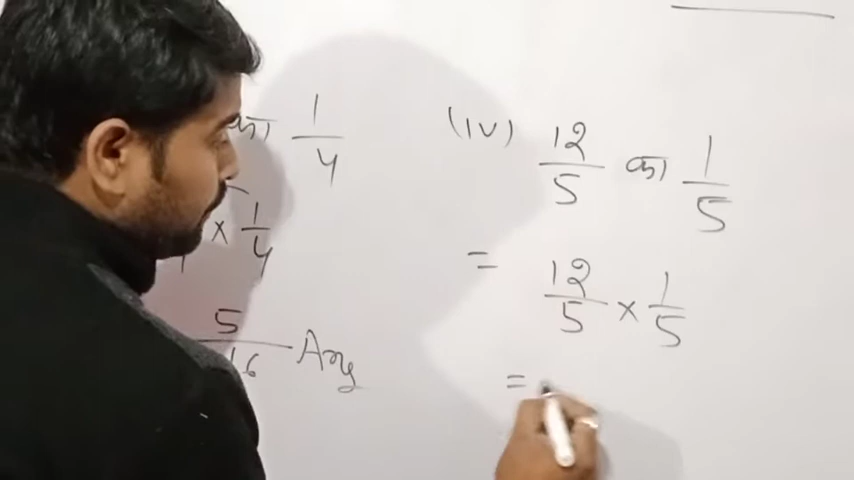 का 1/4
× 1/4
5/16 Ans
(iv) 12/5 का 1/5
= 12/5 × 1/5
=